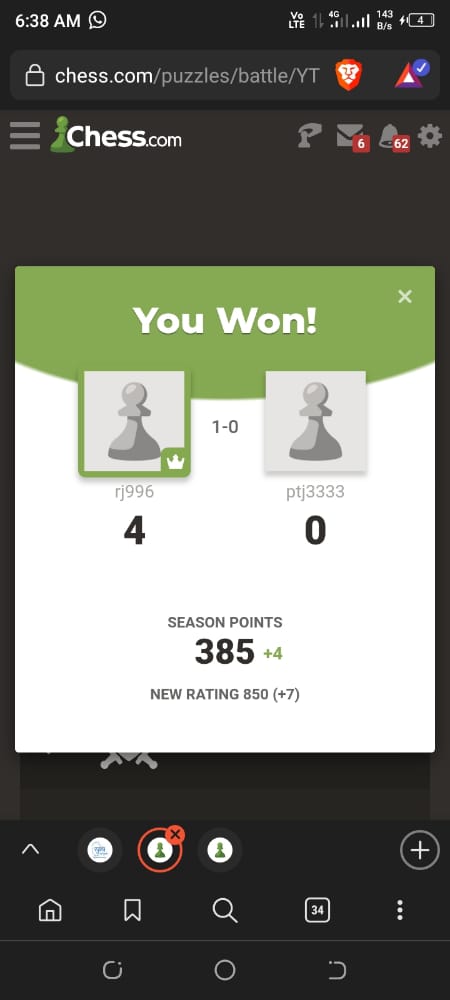 6:38 AM
Vo LTE
4G
143 B/s
4
chess.com/puzzles/battle/YT
Chess.com
6
62
You Won!
1-0
rj996
ptj3333
4
0
SEASON POINTS
385 +4
NEW RATING 850 (+7)
34